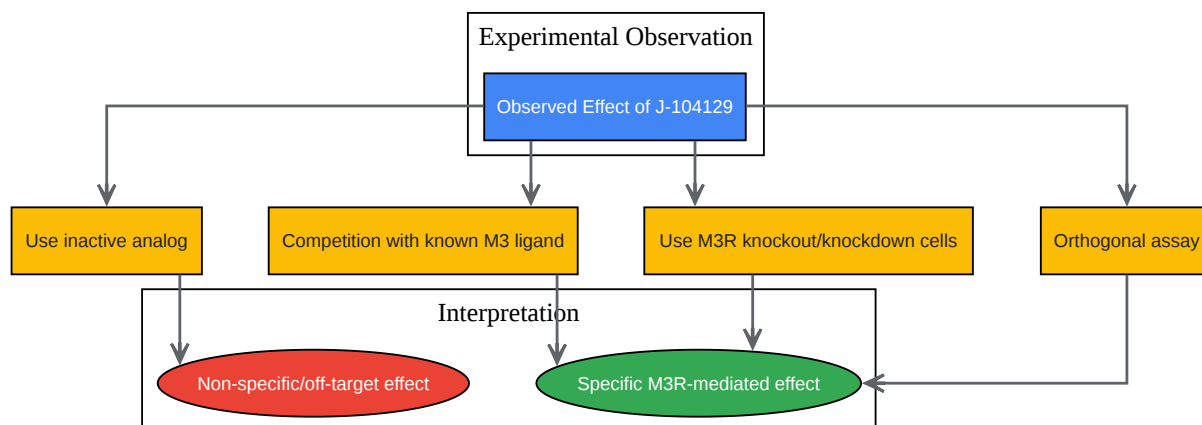 Experimental Observation
Observed Effect of J-104129
Use inactive analog
Competition with known M3 ligand
Use M3R knockout/knockdown cells
Orthogonal assay
Interpretation
Non-specific/off-target effect
Specific M3R-mediated effect